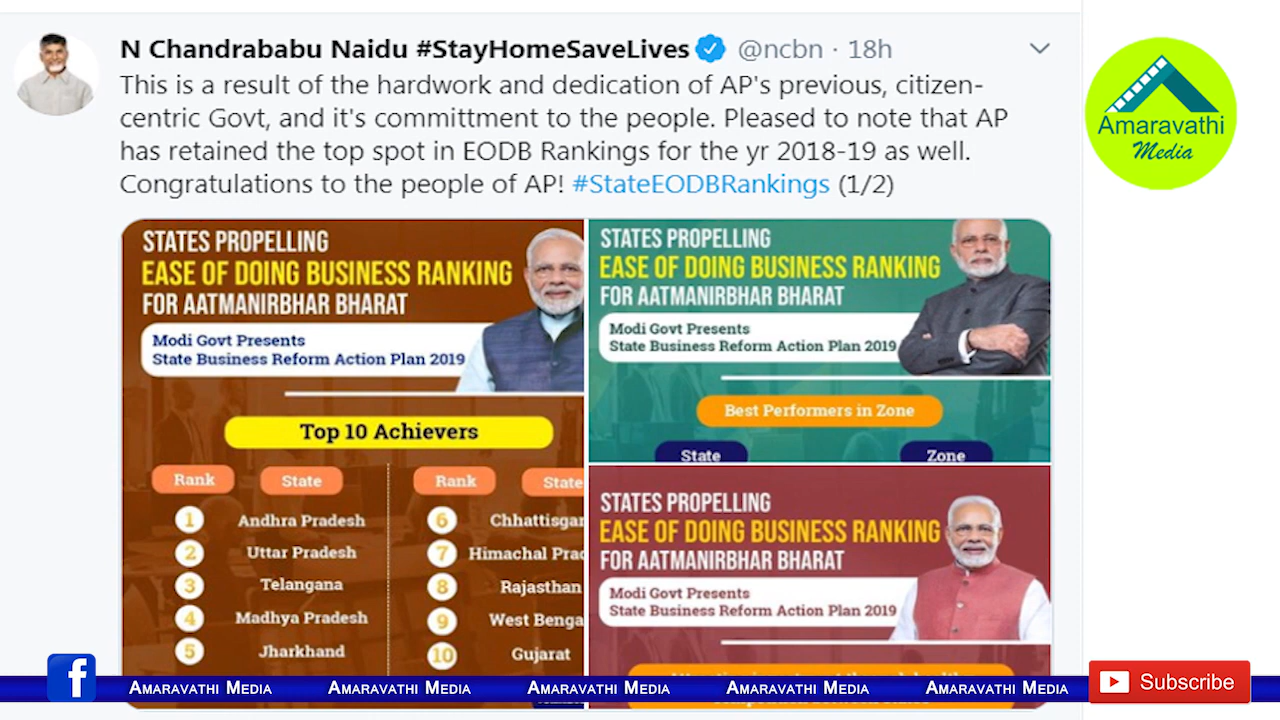 N Chandrababu Naidu #StayHomeSaveLives @ncbn · 18h
This is a result of the hardwork and dedication of AP's previous, citizen-
centric Govt, and it's committment to the people. Pleased to note that AP
has retained the top spot in EODB Rankings for the yr 2018-19 as well.
Congratulations to the people of AP! #StateEODBRankings (1/2)
STATES PROPELLING
EASE OF DOING BUSINESS RANKING
FOR AATMANIRBHAR BHARAT
Modi Govt Presents
State Business Reform Action Plan 2019
Top 10 Achievers
Rank State Rank State
1 Andhra Pradesh 6 Chhattisgar
2 Uttar Pradesh 7 Himachal Prad
3 Telangana 8 Rajasthan
4 Madhya Pradesh 9 West Benga
5 Jharkhand 10 Gujarat
STATES PROPELLING
EASE OF DOING BUSINESS RANKING
FOR AATMANIRBHAR BHARAT
Modi Govt Presents
State Business Reform Action Plan 2019
Best Performers in Zone
State Zone
STATES PROPELLING
EASE OF DOING BUSINESS RANKING
FOR AATMANIRBHAR BHARAT
Modi Govt Presents
State Business Reform Action Plan 2019
Amaravathi
Media
f
AMARAVATHI MEDIA AMARAVATHI MEDIA AMARAVATHI MEDIA AMARAVATHI MEDIA AMARAVATHI MEDIA
Subscribe